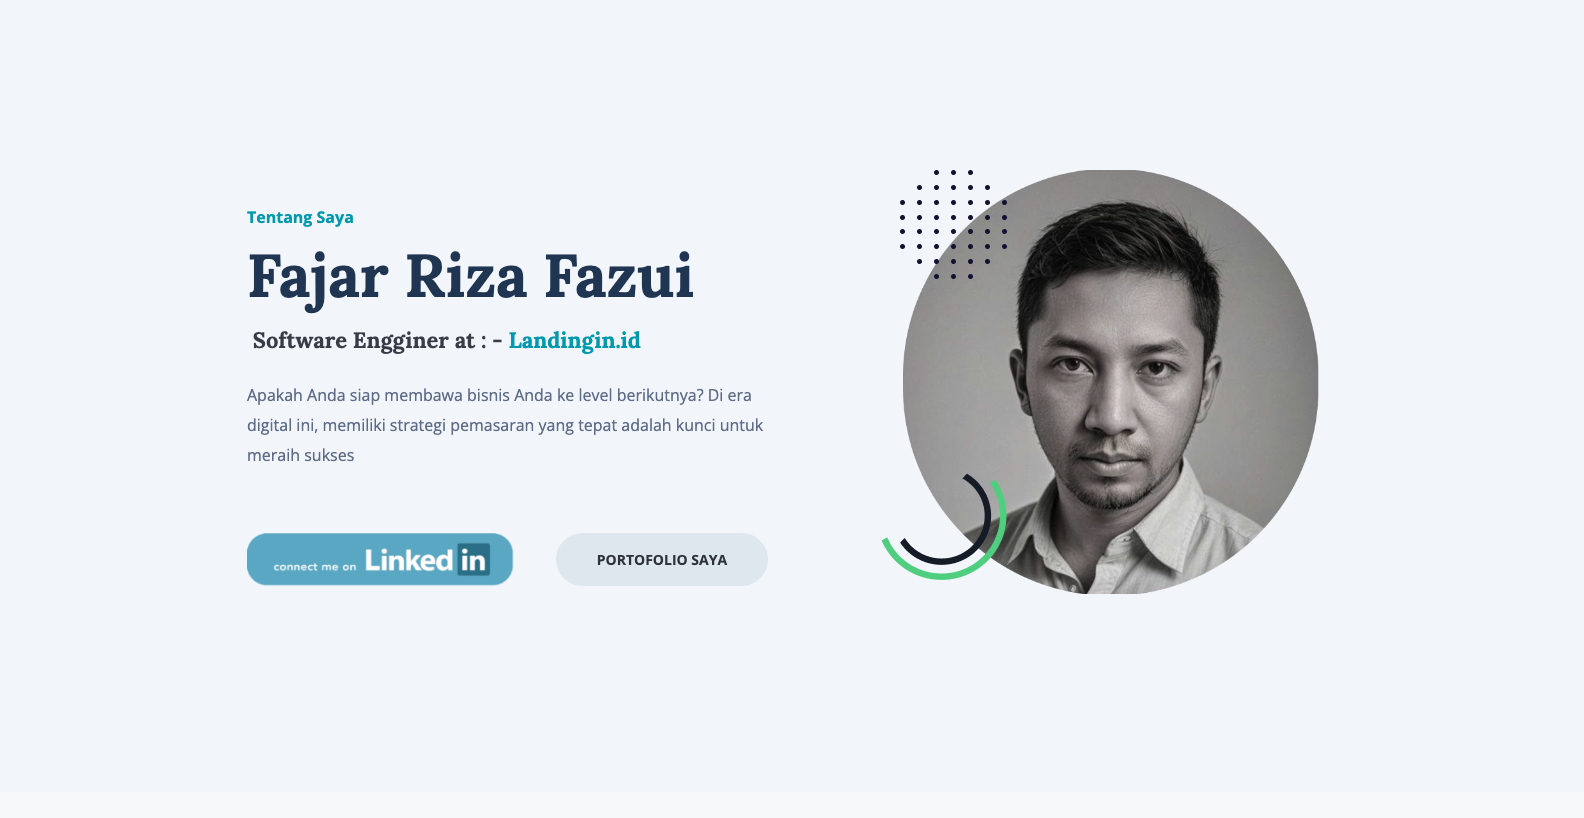 Tentang Saya
Fajar Riza Fazui
Software Engginer at : - Landingin.id
Apakah Anda siap membawa bisnis Anda ke level berikutnya? Di era
digital ini, memiliki strategi pemasaran yang tepat adalah kunci untuk
meraih sukses
connect me on Linked in
PORTOFOLIO SAYA